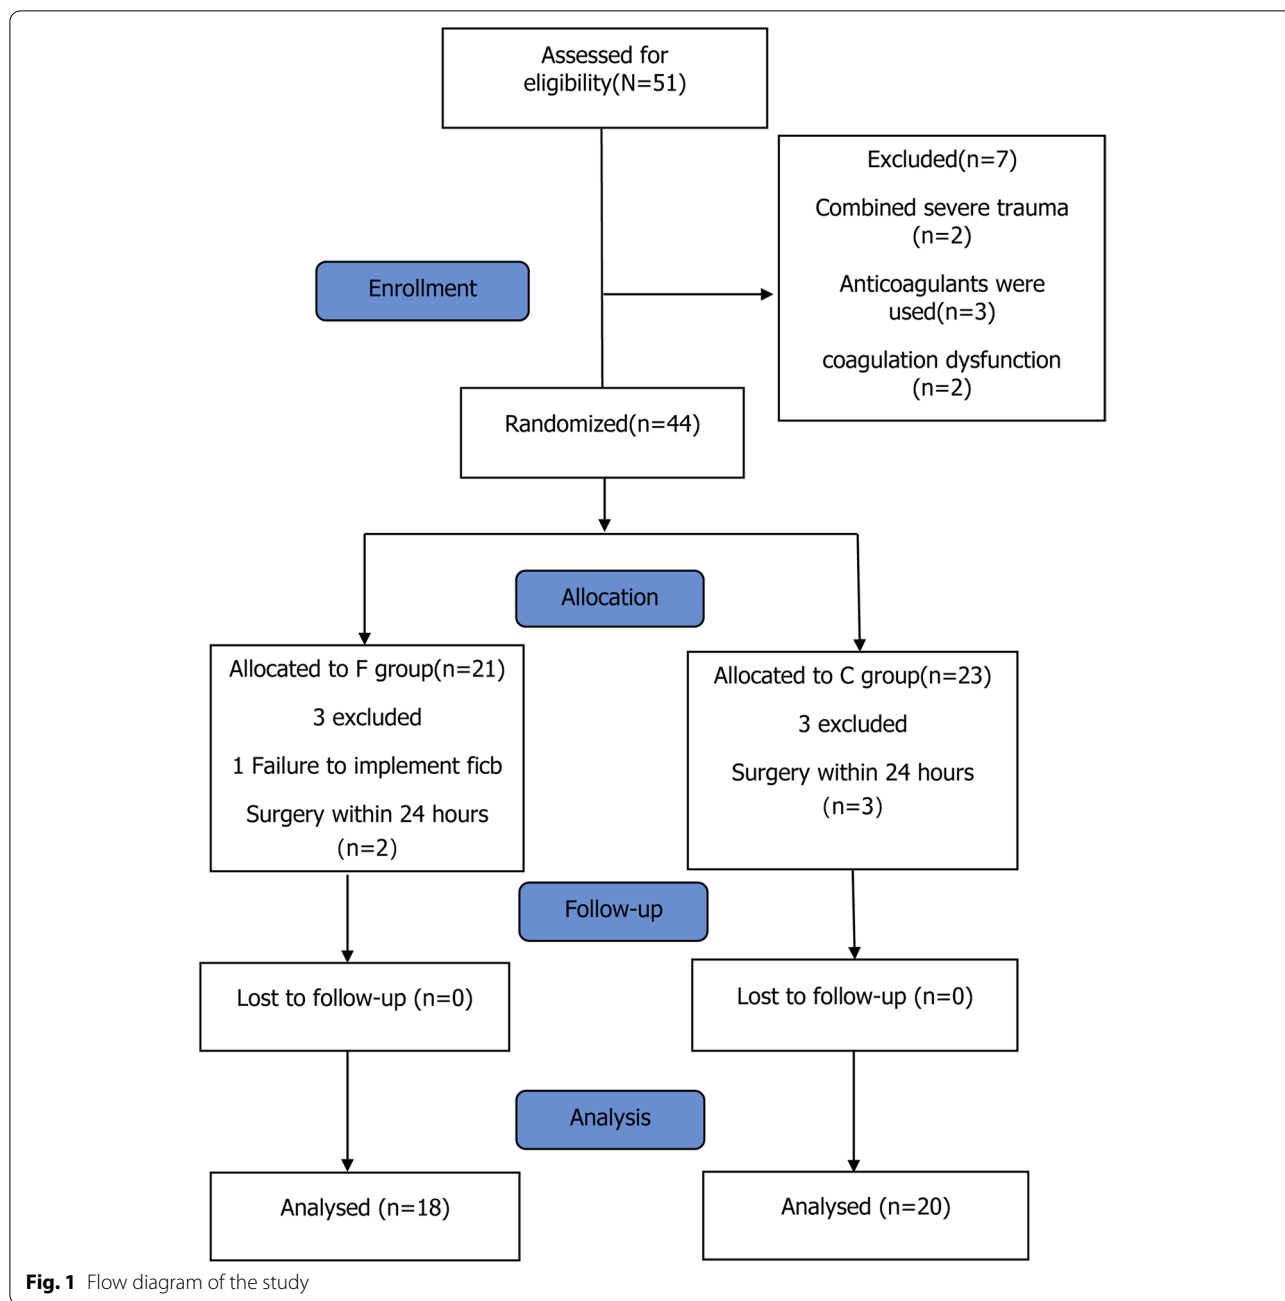 Assessed for
eligibility(N=51)
Excluded(n=7)
Combined severe trauma
(n=2)
Anticoagulants were
used(n=3)
coagulation dysfunction
(n=2)
Enrollment
Randomized(n=44)
Allocation
Allocated to F group(n=21)
3 excluded
1 Failure to implement ficb
Surgery within 24 hours
(n=2)
Allocated to C group(n=23)
3 excluded
Surgery within 24 hours
(n=3)
Follow-up
Lost to follow-up (n=0)
Lost to follow-up (n=0)
Analysis
Analysed (n=18)
Analysed (n=20)
Fig. 1 Flow diagram of the study